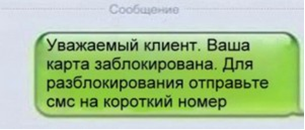 Сообщение
Уважаемый клиент. Ваша
карта заблокирована. Для
разблокирования отправьте
смс на короткий номер